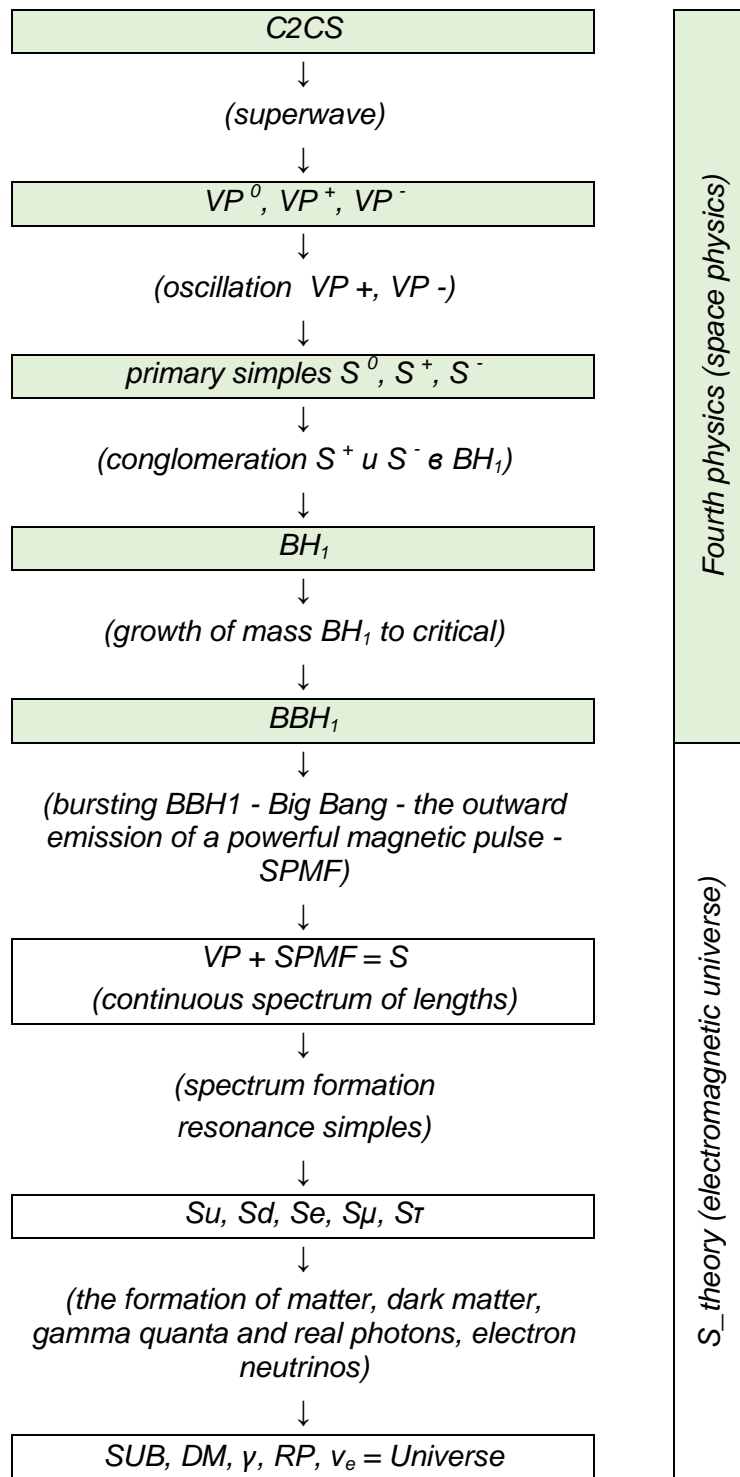 C2CS
↓
(superwave)
↓
VP ⁰, VP ⁺, VP ⁻
↓
(oscillation VP +, VP -)
↓
primary simples S ⁰, S ⁺, S ⁻
↓
(conglomeration S ⁺ и S ⁻ в BH₁)
↓
BH₁
↓
(growth of mass BH₁ to critical)
↓
BBH₁
↓
(bursting BBH1 - Big Bang - the outward
emission of a powerful magnetic pulse -
SPMF)
↓
VP + SPMF = S
(continuous spectrum of lengths)
↓
(spectrum formation
resonance simples)
↓
Su, Sd, Se, Sμ, Sτ
↓
(the formation of matter, dark matter,
gamma quanta and real photons, electron
neutrinos)
↓
SUB, DM, γ, RP, νₑ = Universe
Fourth physics (space physics)
S_theory (electromagnetic universe)